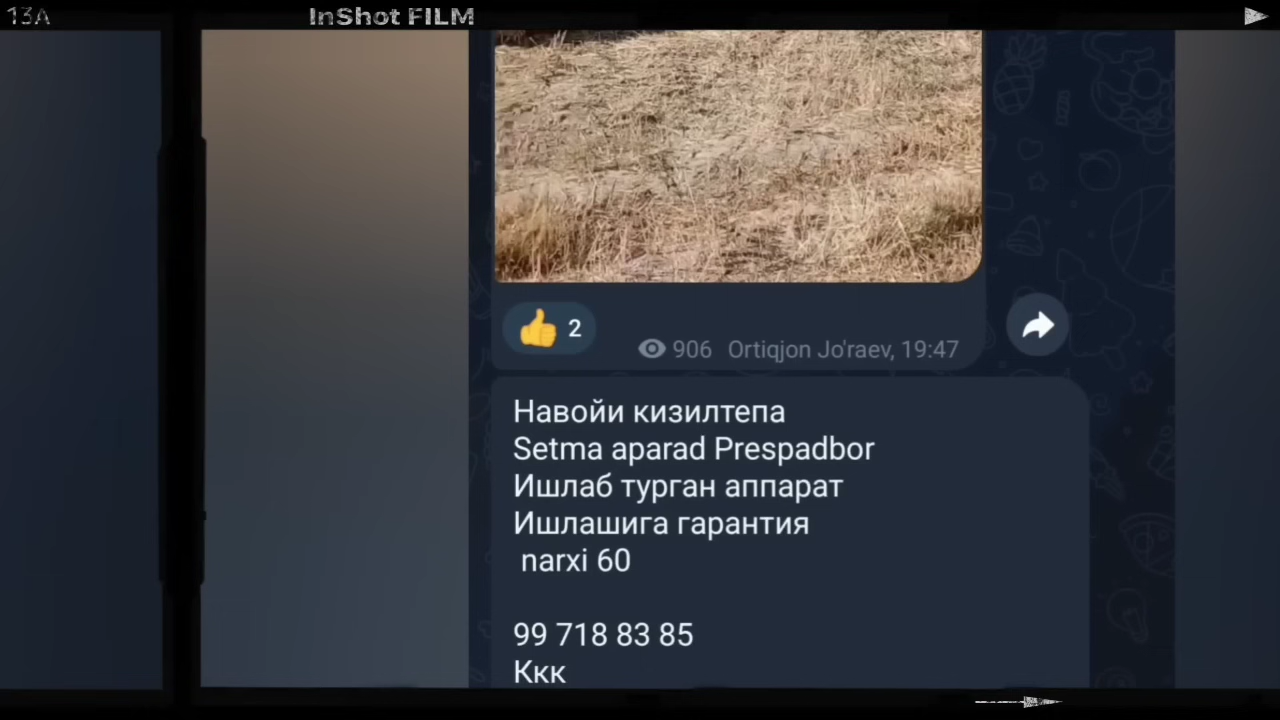 13A
InShot FILM
2
906 Ortiqjon Jo'raev, 19:47
Навойи кизилтепа
Setma aparad Prespadbor
Ишлаб турган аппарат
Ишлашига гарантия
narxi 60
99 718 83 85
Ккк